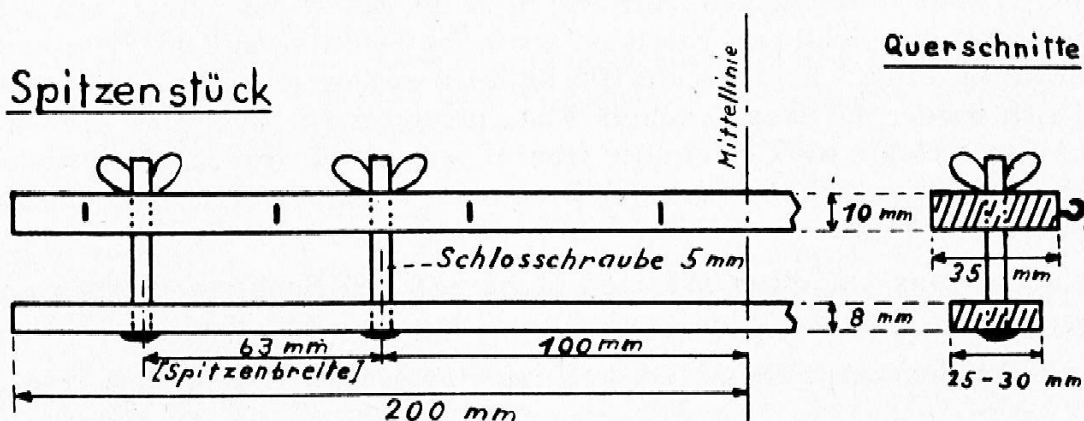 Spitzenstück
Mittellinie
Querschnitte
10 mm
35 mm
Schlosschraube 5 mm
8 mm
63 mm
[Spitzenbreite]
100 mm
25-30 mm
200 mm